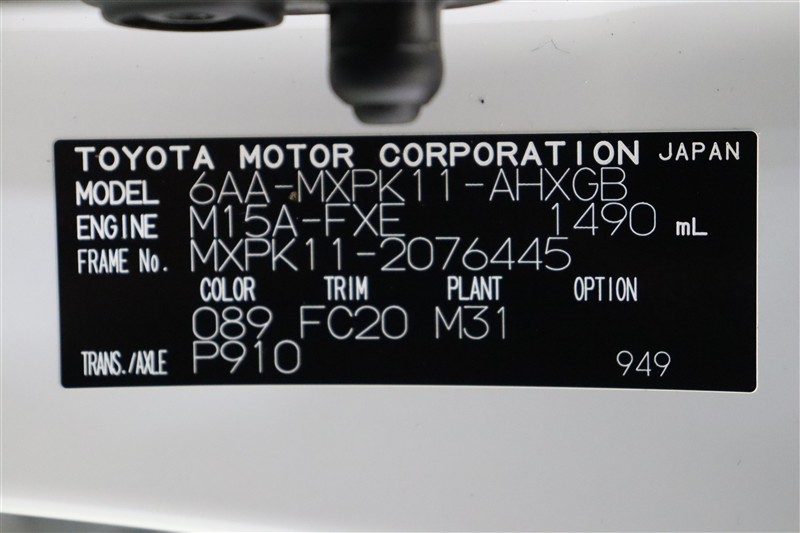 TOYOTA MOTOR CORPORATION JAPAN
MODEL 6AA-MXPK11-AHXGB
ENGINE M15A-FXE 1490 mL
FRAME No. MXPK11-2076445
COLOR TRIM PLANT OPTION
089 FC20 M31
TRANS./AXLE P910 949